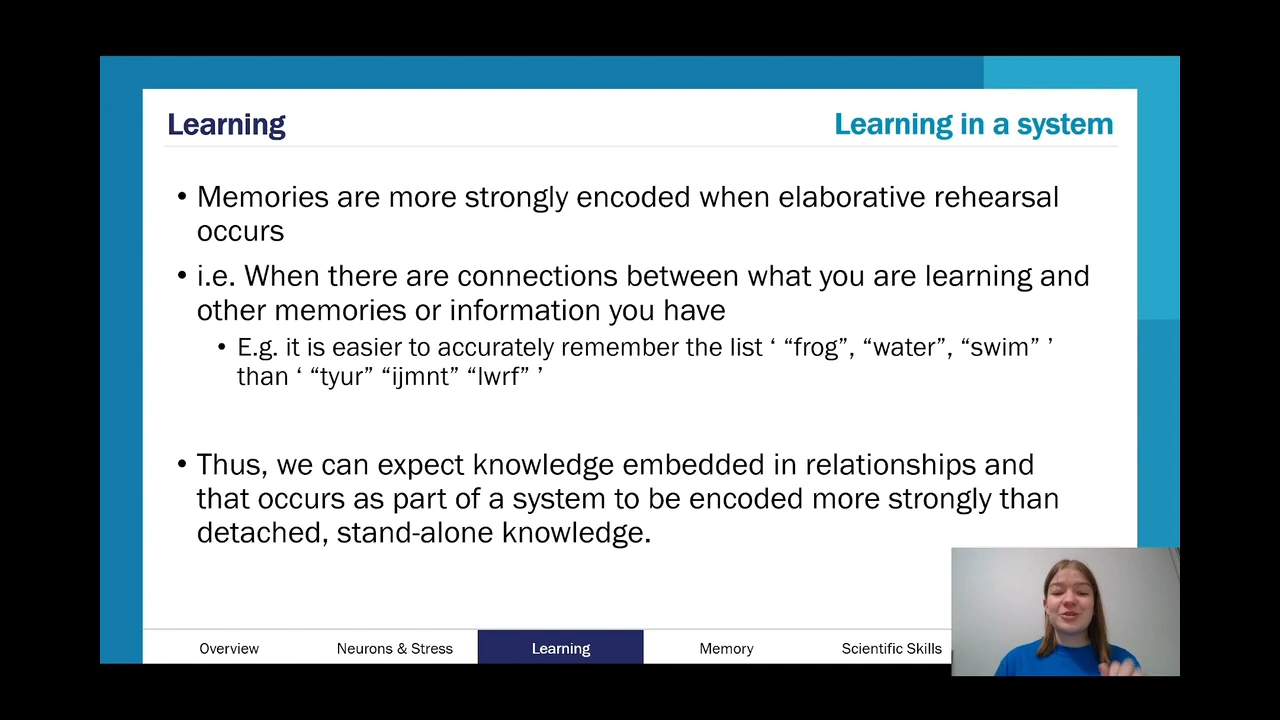 Learning
Learning in a system
• Memories are more strongly encoded when elaborative rehearsal
occurs
• i.e. When there are connections between what you are learning and
other memories or information you have
• E.g. it is easier to accurately remember the list ‘ “frog”, “water”, “swim” ’
than ‘ “tyur” “ijmnt” “lwrf” ’
• Thus, we can expect knowledge embedded in relationships and
that occurs as part of a system to be encoded more strongly than
detached, stand-alone knowledge.
Overview
Neurons & Stress
Learning
Memory
Scientific Skills